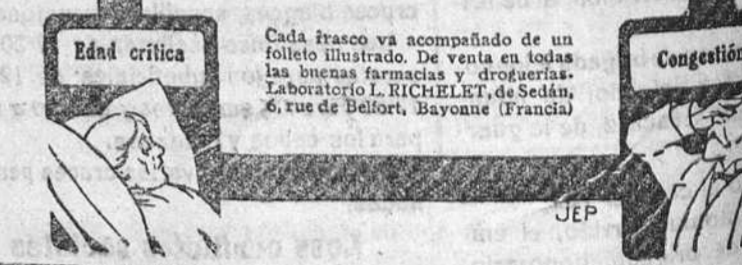 Edad crítica
Cada frasco va acompañado de un
folleto illustrado. De venta en todas
las buenas farmacias y droguerías.
Laboratorio L. RICHELET, de Sedán,
6, rue de Belfort, Bayonne (Francia)
Congestión
JEP